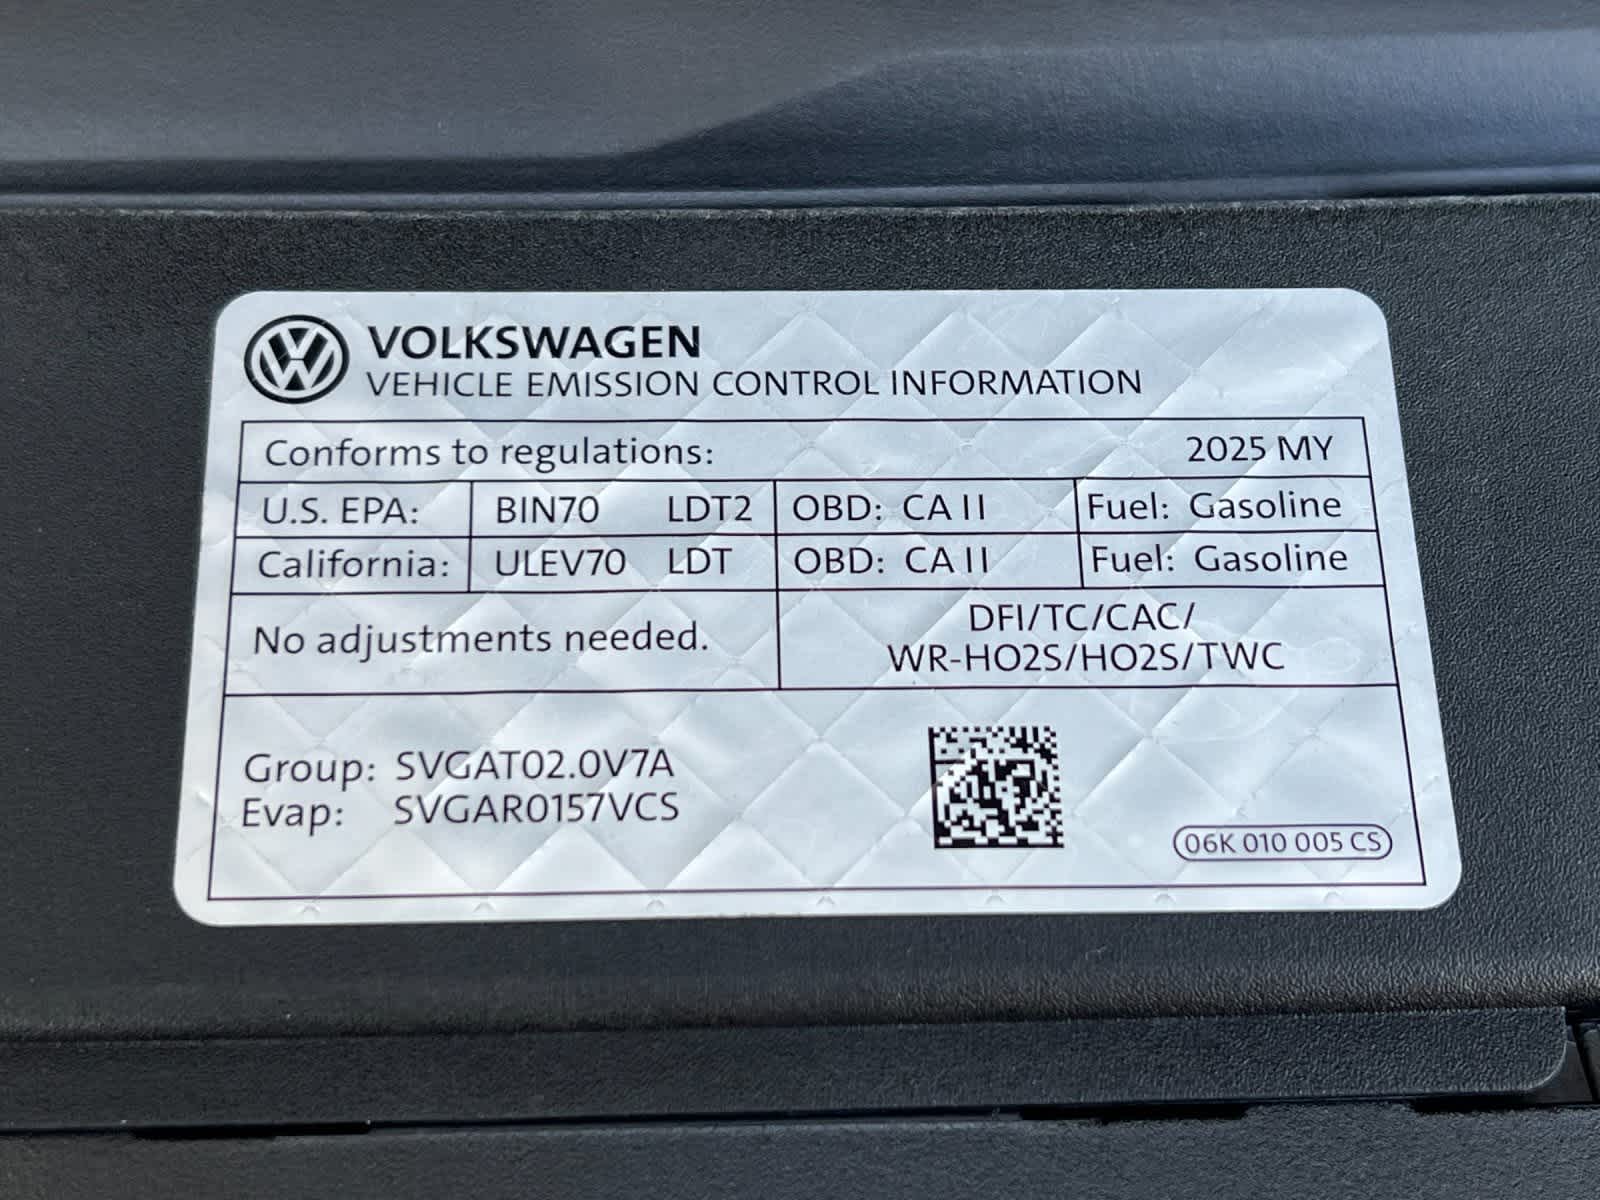 VOLKSWAGEN
VEHICLE EMISSION CONTROL INFORMATION
Conforms to regulations: 2025 MY
U.S. EPA: BIN70 LDT2 OBD: CA II Fuel: Gasoline
California: ULEV70 LDT OBD: CA II Fuel: Gasoline
No adjustments needed.
DFI/TC/CAC/
WR-HO2S/HO2S/TWC
Group: SVGAT02.0V7A
Evap: SVGAR0157VCS
06K 010 005 CS